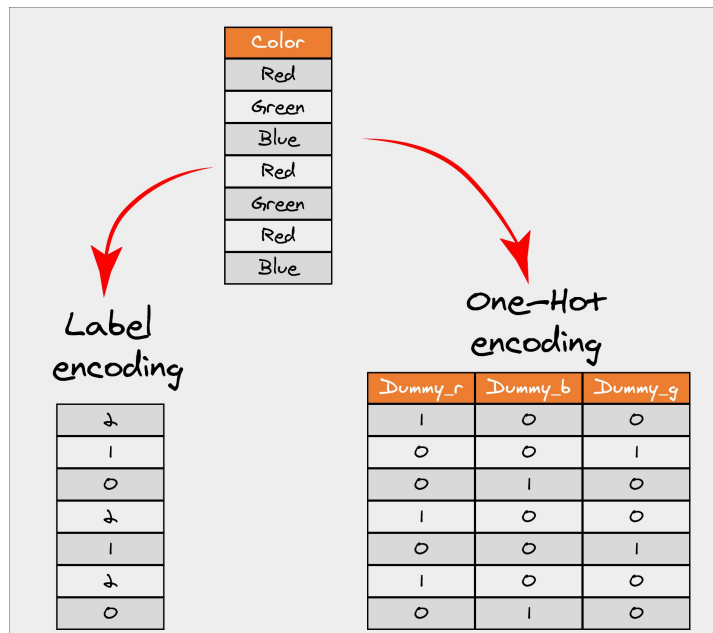 Color
Red
Green
Blue
Red
Green
Red
Blue
Label
encoding
2
1
0
2
1
2
0
One-Hot
encoding
Dummy_r Dummy_b Dummy_g
1 0 0
0 0 1
0 1 0
1 0 0
0 0 1
1 0 0
0 1 0